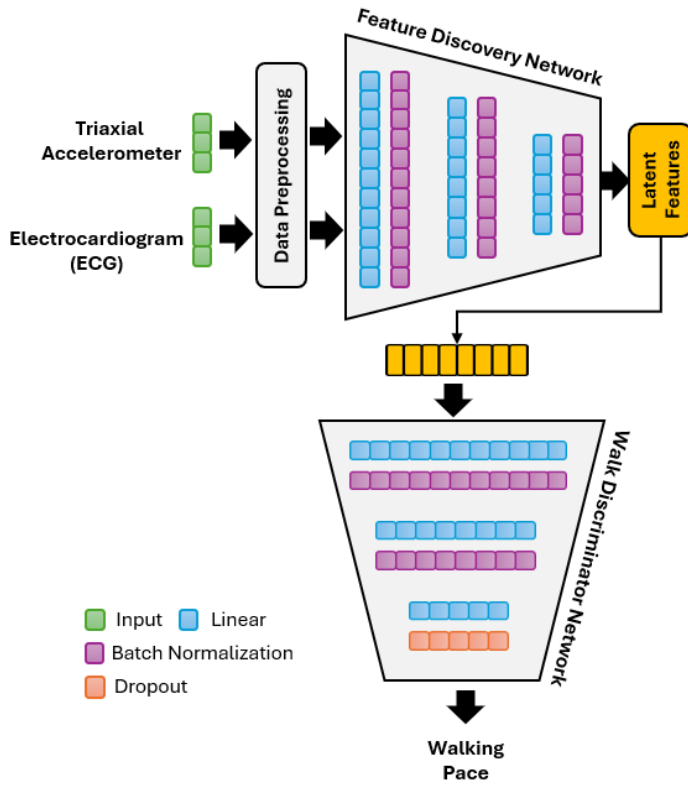 Feature Discovery Network
Triaxial
Accelerometer
Electrocardiogram
(ECG)
Data Preprocessing
Latent
Features
Walk Discriminator Network
Input
Linear
Batch Normalization
Dropout
Walking
Pace